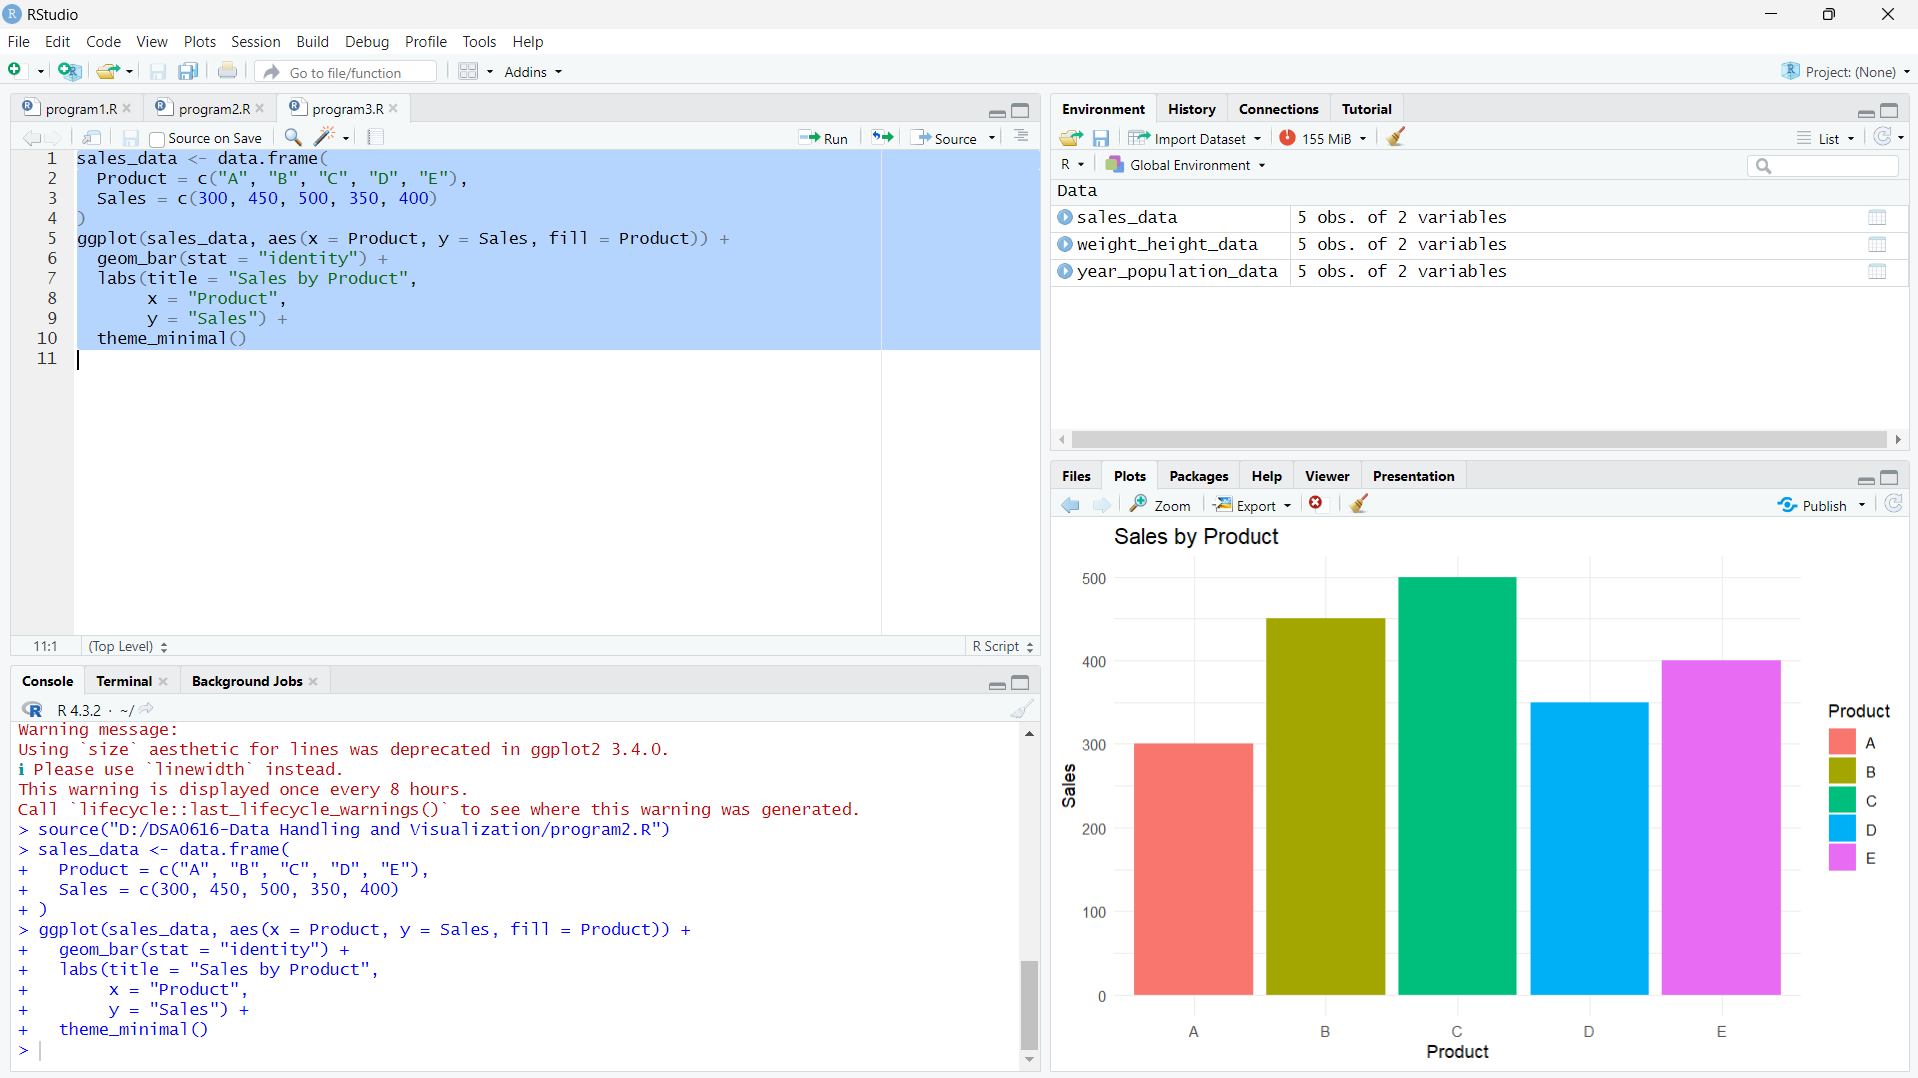 RStudio
File Edit Code View Plots Session Build Debug Profile Tools Help
Go to file/function Addins Project: (None)
program1.R program2.R program3.R
Source on Save Run Source
1 sales_data <- data.frame(
2   Product = c("A", "B", "C", "D", "E"),
3   Sales = c(300, 450, 500, 350, 400)
4 )
5 ggplot(sales_data, aes(x = Product, y = Sales, fill = Product)) +
6   geom_bar(stat = "identity") +
7   labs(title = "Sales by Product",
8        x = "Product",
9        y = "Sales") +
10   theme_minimal()
11
11:1 (Top Level) R Script
Console Terminal Background Jobs
R R 4.3.2 · ~/
Warning message:
Using `size` aesthetic for lines was deprecated in ggplot2 3.4.0.
i Please use `linewidth` instead.
This warning is displayed once every 8 hours.
Call `lifecycle::last_lifecycle_warnings()` to see where this warning was generated.
> source("D:/DSA0616-Data Handling and Visualization/program2.R")
> sales_data <- data.frame(
+   Product = c("A", "B", "C", "D", "E"),
+   Sales = c(300, 450, 500, 350, 400)
+ )
> ggplot(sales_data, aes(x = Product, y = Sales, fill = Product)) +
+   geom_bar(stat = "identity") +
+   labs(title = "Sales by Product",
+        x = "Product",
+        y = "Sales") +
+   theme_minimal()
>
Environment History Connections Tutorial
Import Dataset 155 MiB List
R Global Environment
Data
sales_data 5 obs. of 2 variables
weight_height_data 5 obs. of 2 variables
year_population_data 5 obs. of 2 variables
Files Plots Packages Help Viewer Presentation
Zoom Export Publish
Sales by Product
500
400
300
200
100
0
Sales
A B C D E
Product
Product
A
B
C
D
E